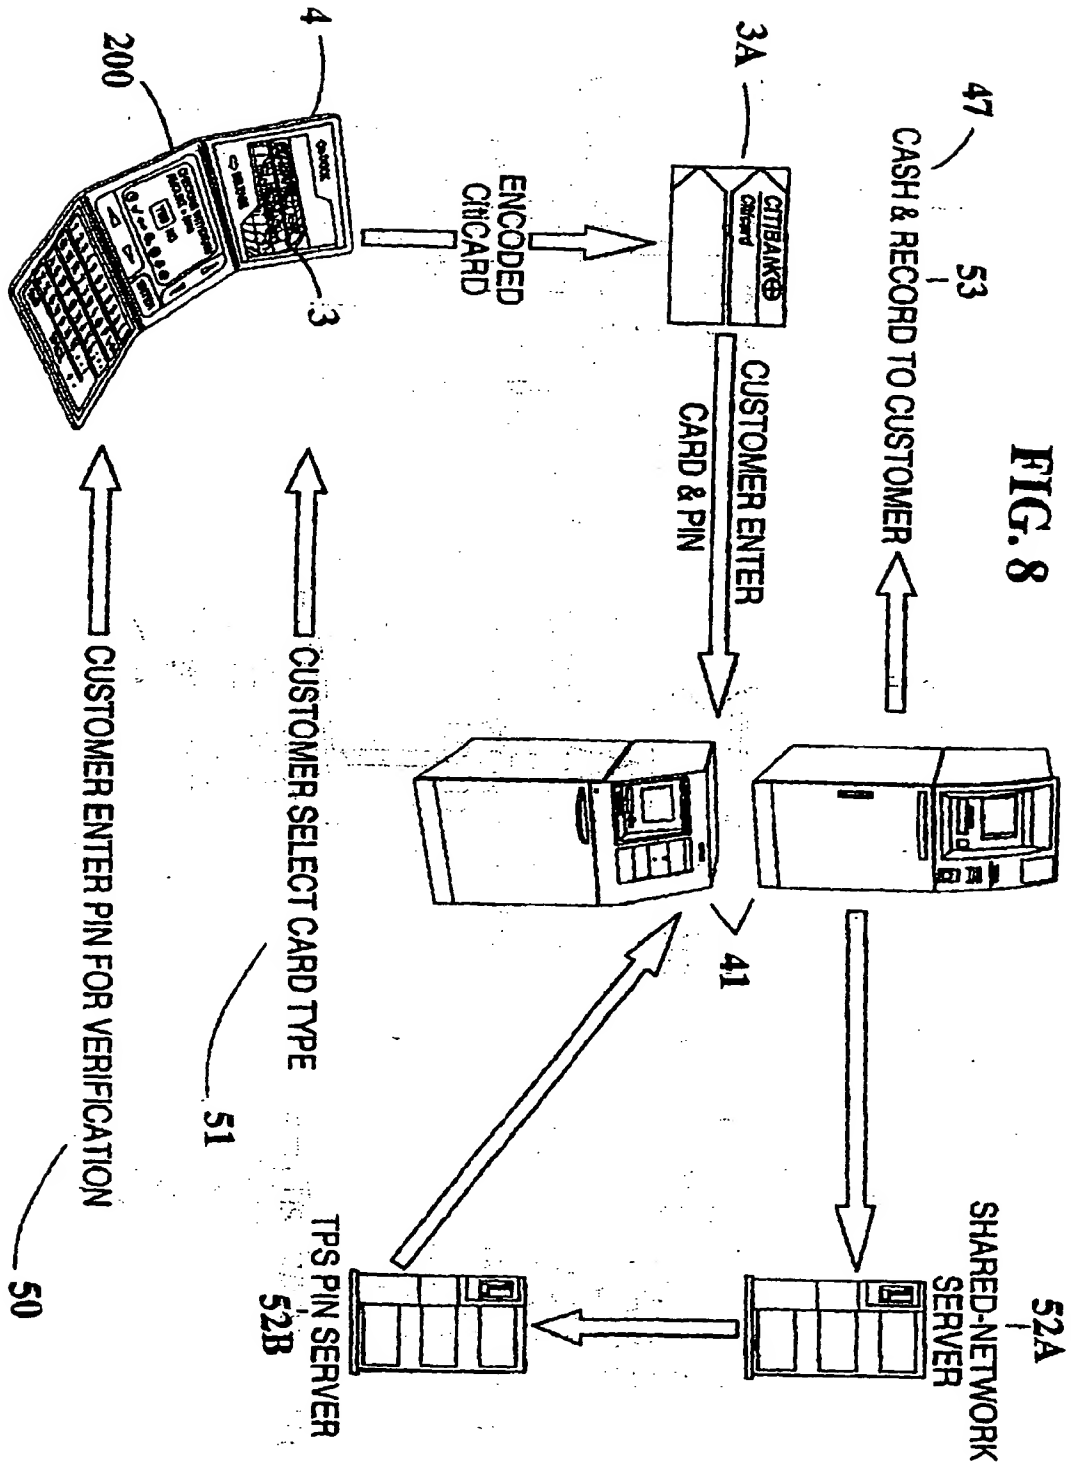 FIG. 8
47
CASH & RECORD TO CUSTOMER
53
3A
CITIBANK
Citicard
CUSTOMER ENTER
CARD & PIN
41
SHARED-NETWORK
SERVER
52A
ENCODED
CitiCARD
4
200
3
CUSTOMER SELECT CARD TYPE
51
TPS PIN SERVER
52B
CUSTOMER ENTER PIN FOR VERIFICATION
50